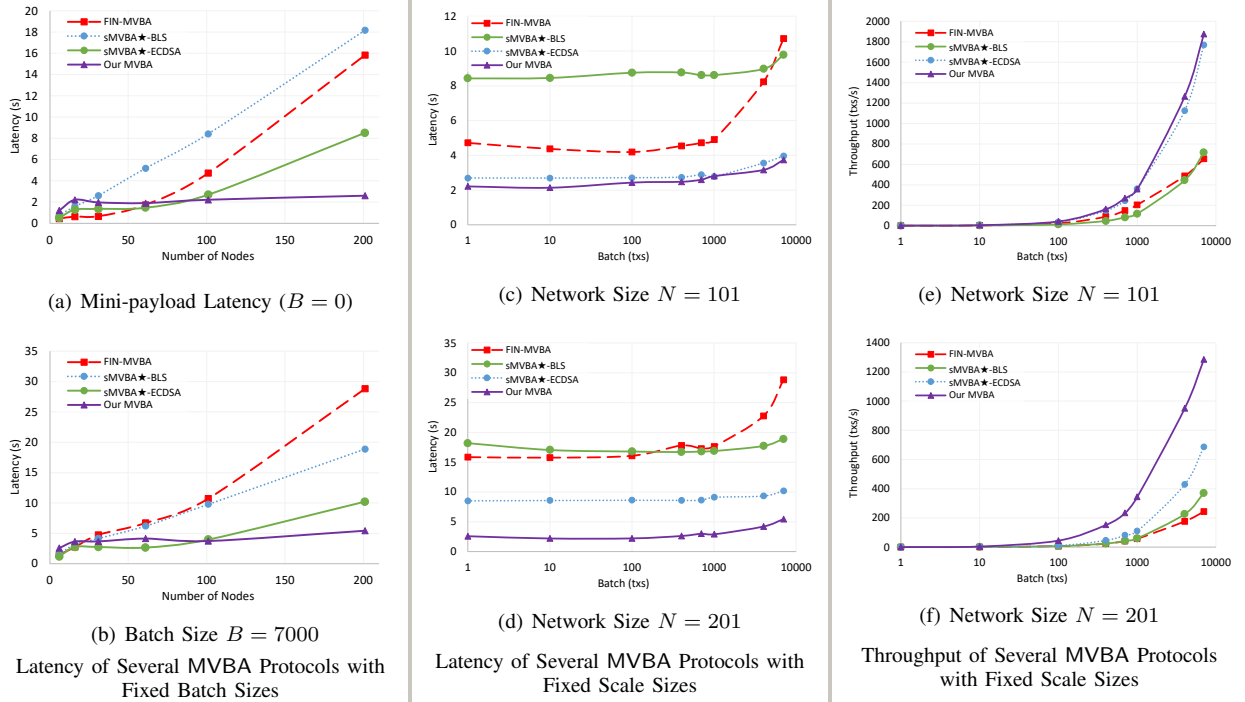 20
18
16
14
12
10
8
6
4
2
0
Latency (s)
FIN-MVBA
sMVBA★-BLS
sMVBA★-ECDSA
Our MVBA
0 50 100 150 200
Number of Nodes
(a) Mini-payload Latency (B = 0)
35
30
25
20
15
10
5
0
Latency (s)
FIN-MVBA
sMVBA★-BLS
sMVBA★-ECDSA
Our MVBA
0 50 100 150 200
Number of Nodes
(b) Batch Size B = 7000
Latency of Several MVBA Protocols with
Fixed Batch Sizes
12
10
8
6
4
2
0
Latency (s)
FIN-MVBA
sMVBA★-BLS
sMVBA★-ECDSA
Our MVBA
1 10 100 1000 10000
Batch (txs)
(c) Network Size N = 101
35
30
25
20
15
10
5
0
Latency (s)
FIN-MVBA
sMVBA★-BLS
sMVBA★-ECDSA
Our MVBA
1 10 100 1000 10000
Batch (txs)
(d) Network Size N = 201
Latency of Several MVBA Protocols with
Fixed Scale Sizes
2000
1800
1600
1400
1200
1000
800
600
400
200
0
Throughput (txs/s)
FIN-MVBA
sMVBA★-BLS
sMVBA★-ECDSA
Our MVBA
1 10 100 1000 10000
Batch (txs)
(e) Network Size N = 101
1400
1200
1000
800
600
400
200
0
Throughput (txs/s)
FIN-MVBA
sMVBA★-BLS
sMVBA★-ECDSA
Our MVBA
1 10 100 1000 10000
Batch (txs)
(f) Network Size N = 201
Throughput of Several MVBA Protocols
with Fixed Scale Sizes